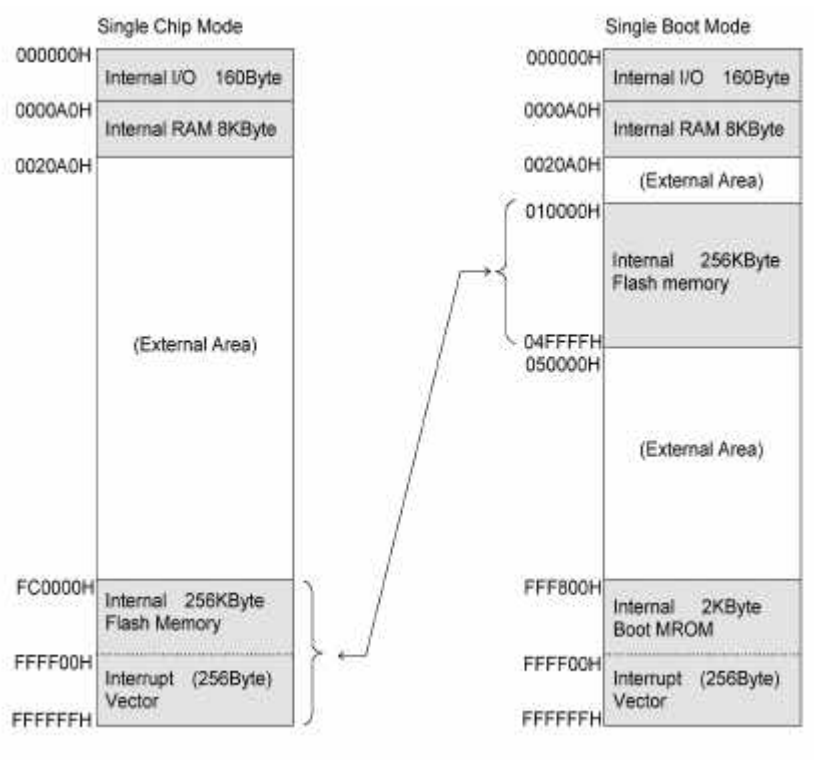 Single Chip Mode
000000H
Internal I/O 160Byte
0000A0H
Internal RAM 8KByte
0020A0H
(External Area)
FC0000H
Internal 256KByte
Flash Memory
FFFF00H
Interrupt (256Byte)
Vector
FFFFFFH
Single Boot Mode
000000H
Internal I/O 160Byte
0000A0H
Internal RAM 8KByte
0020A0H
(External Area)
010000H
Internal 256KByte
Flash memory
04FFFFH
050000H
(External Area)
FFF800H
Internal 2KByte
Boot MROM
FFFF00H
Interrupt (256Byte)
Vector
FFFFFFH